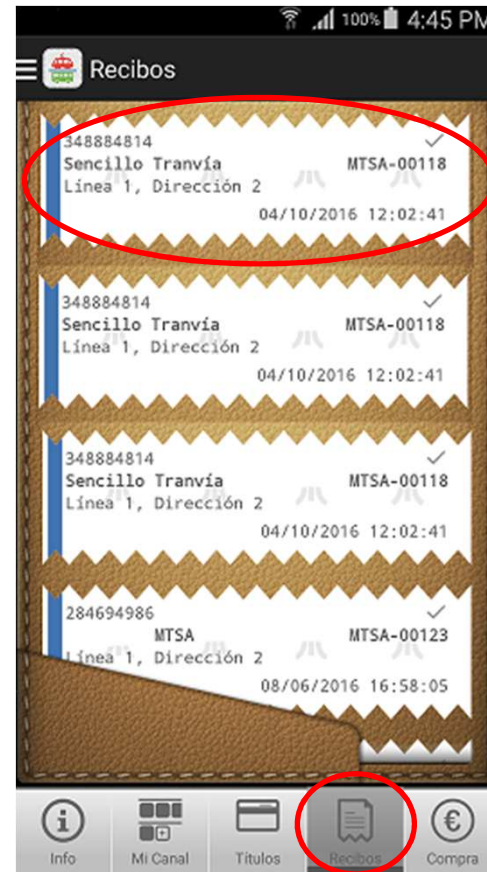 100% 4:45 PM
Recibos
348884814
Sencillo Tranvía MTSA-00118
Línea 1, Dirección 2
04/10/2016 12:02:41
348884814
Sencillo Tranvía MTSA-00118
Línea 1, Dirección 2
04/10/2016 12:02:41
348884814
Sencillo Tranvía MTSA-00118
Línea 1, Dirección 2
04/10/2016 12:02:41
284694986
MTSA MTSA-00123
Línea 1, Dirección 2
08/06/2016 16:58:05
Info Mi Canal Títulos Recibos Compra